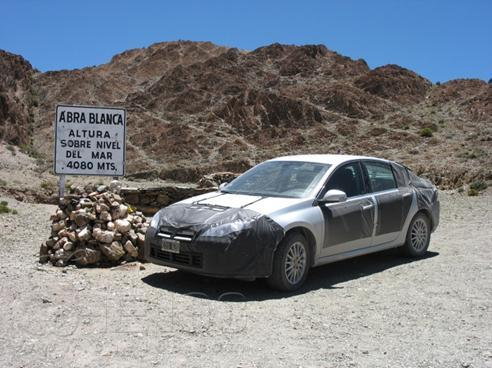 ABRA BLANCA
ALTURA
SOBRE NIVEL
DEL MAR
4080 MTS.